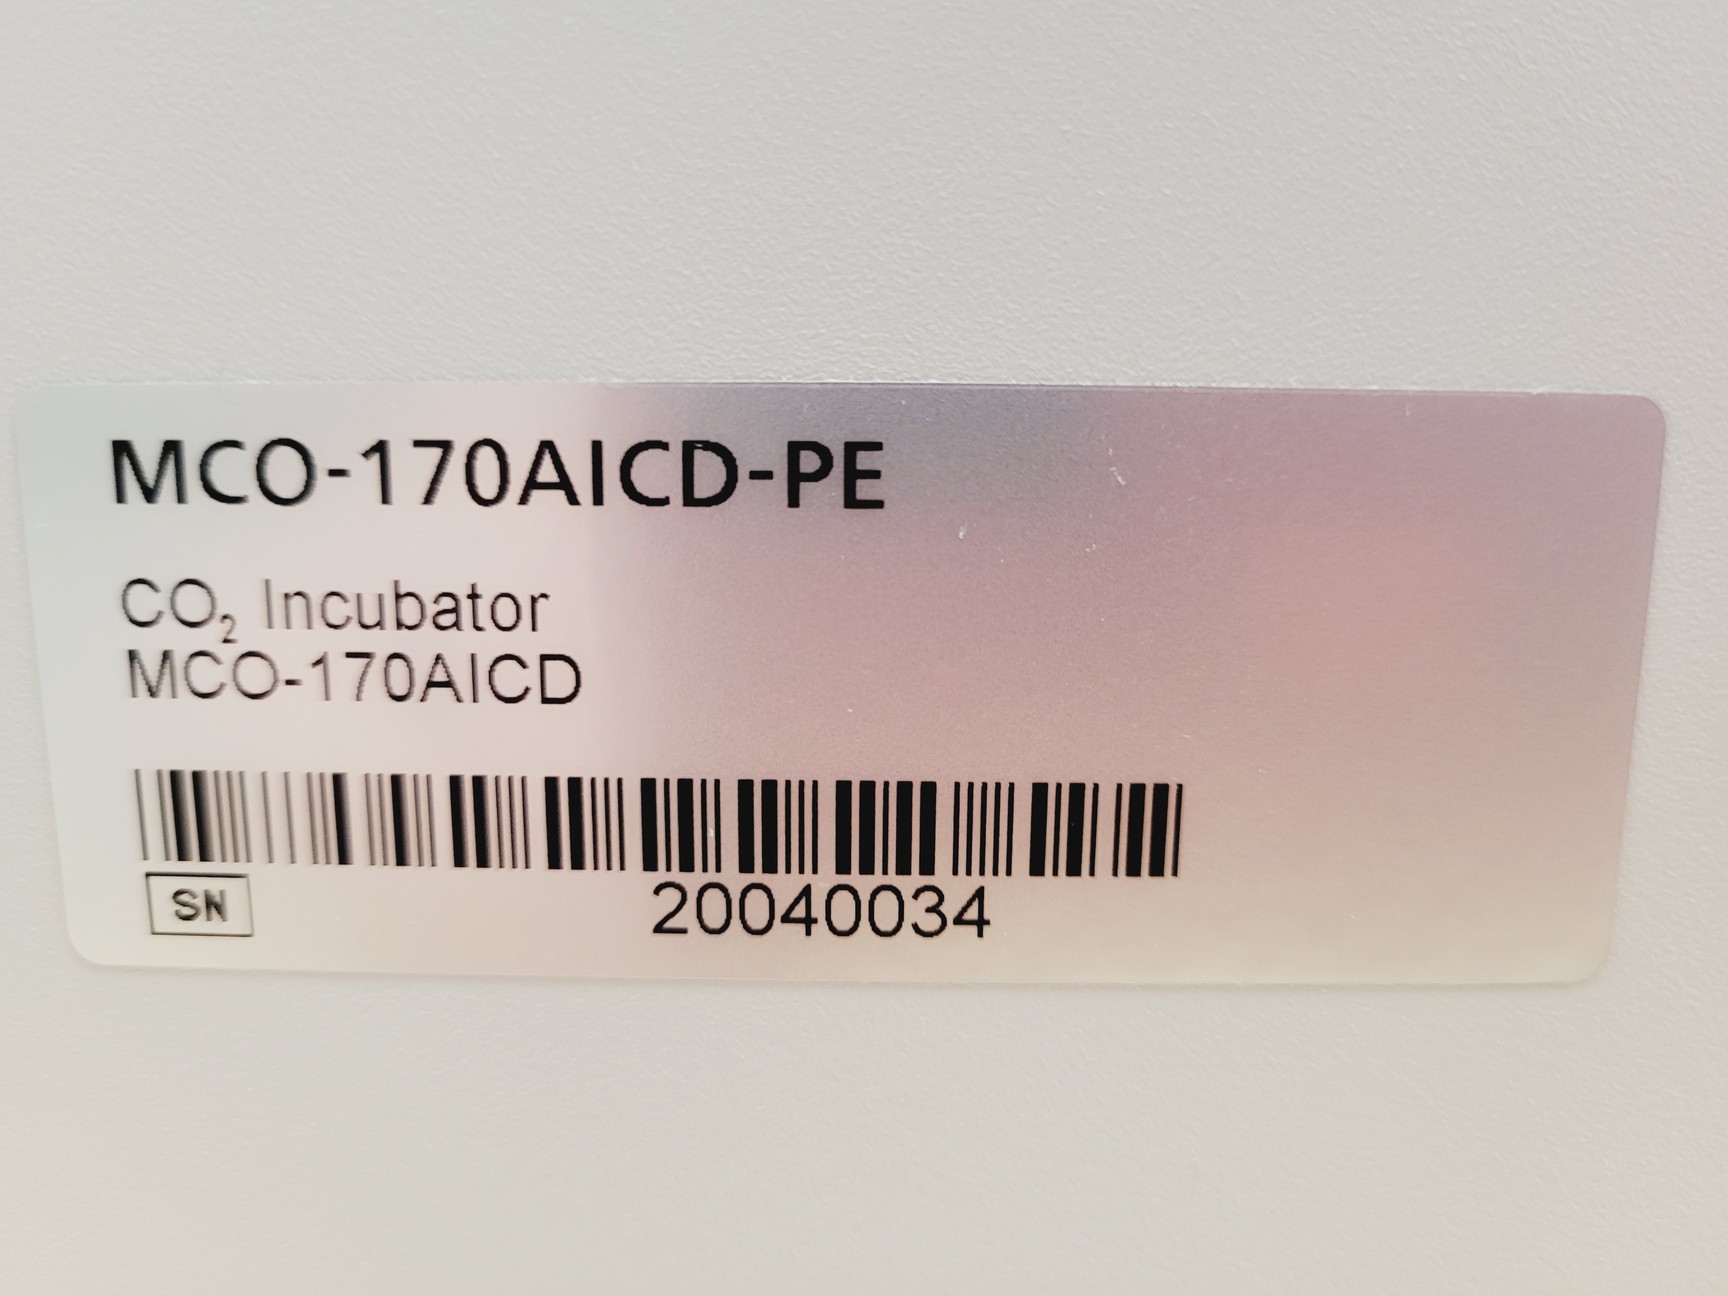 MCO-170AICD-PE
CO₂ Incubator
MCO-170AICD
SN
20040034